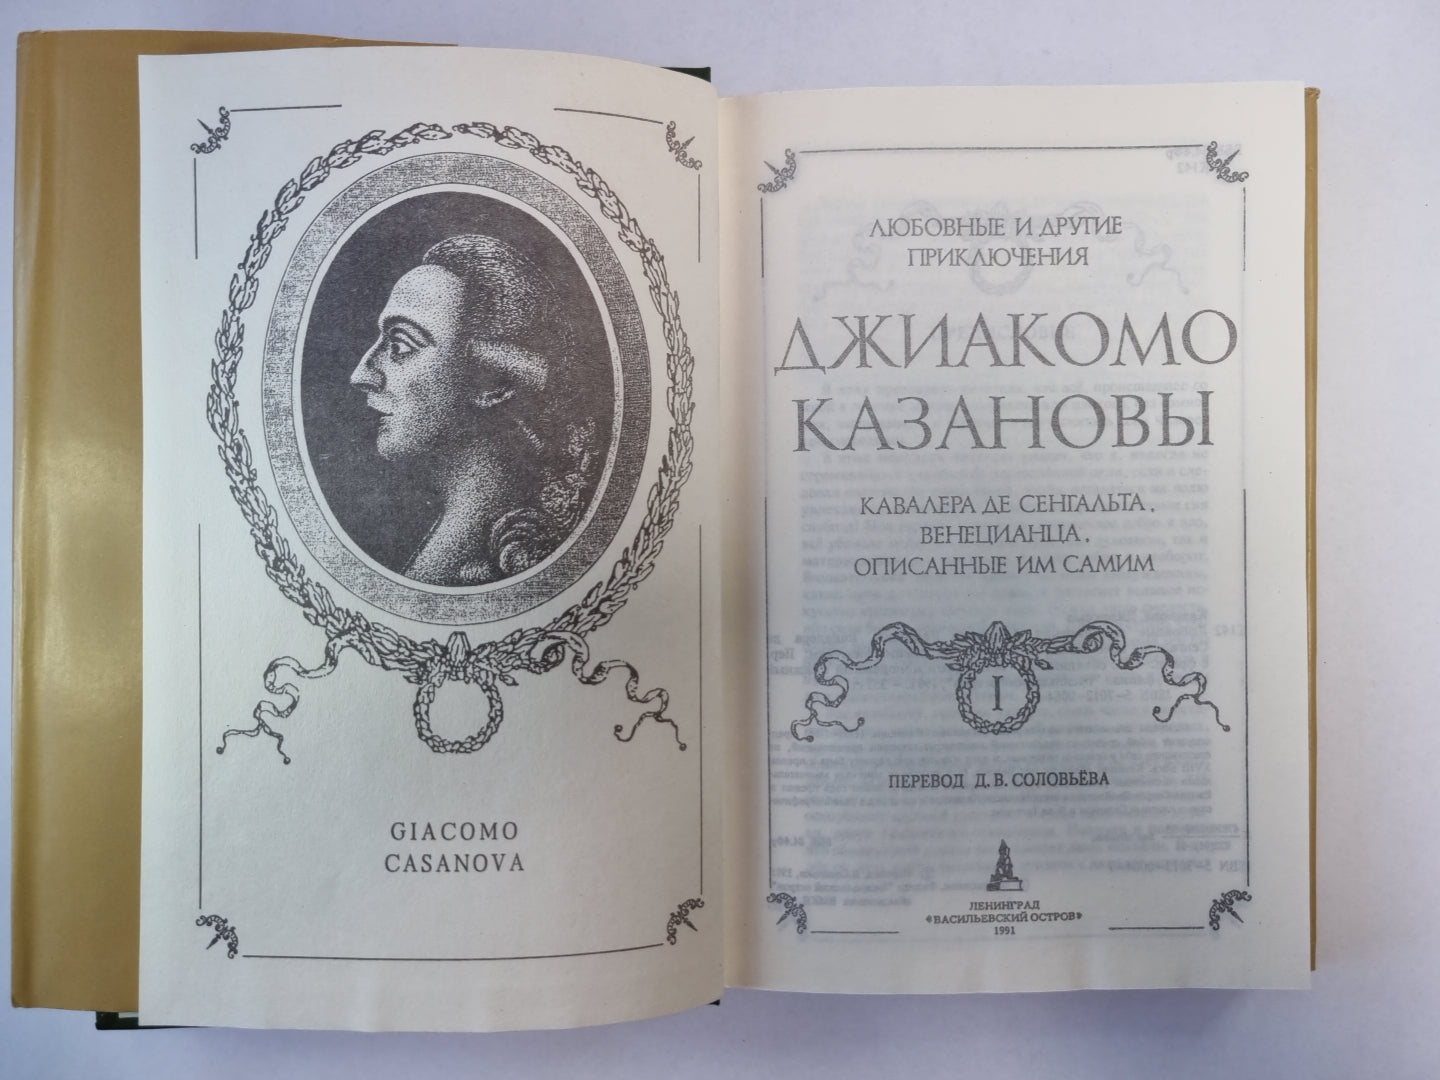 GIACOMO
CASANOVA
ЛЮБОВНЫЕ И ДРУГИЕ
ПРИКЛЮЧЕНИЯ
ДЖИАКОМО
КАЗАНОВЫ
КАВАЛЕРА ДЕ СЕНГАЛЬТА,
ВЕНЕЦИАНЦА,
ОПИСАННЫЕ ИМ САМИМ
I
ПЕРЕВОД Д. В. СОЛОВЬЁВА
ЛЕНИНГРАД
«ВАСИЛЬЕВСКИЙ ОСТРОВ»
1991